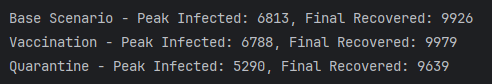 Base Scenario - Peak Infected: 6813, Final Recovered: 9926
Vaccination - Peak Infected: 6788, Final Recovered: 9979
Quarantine - Peak Infected: 5290, Final Recovered: 9639